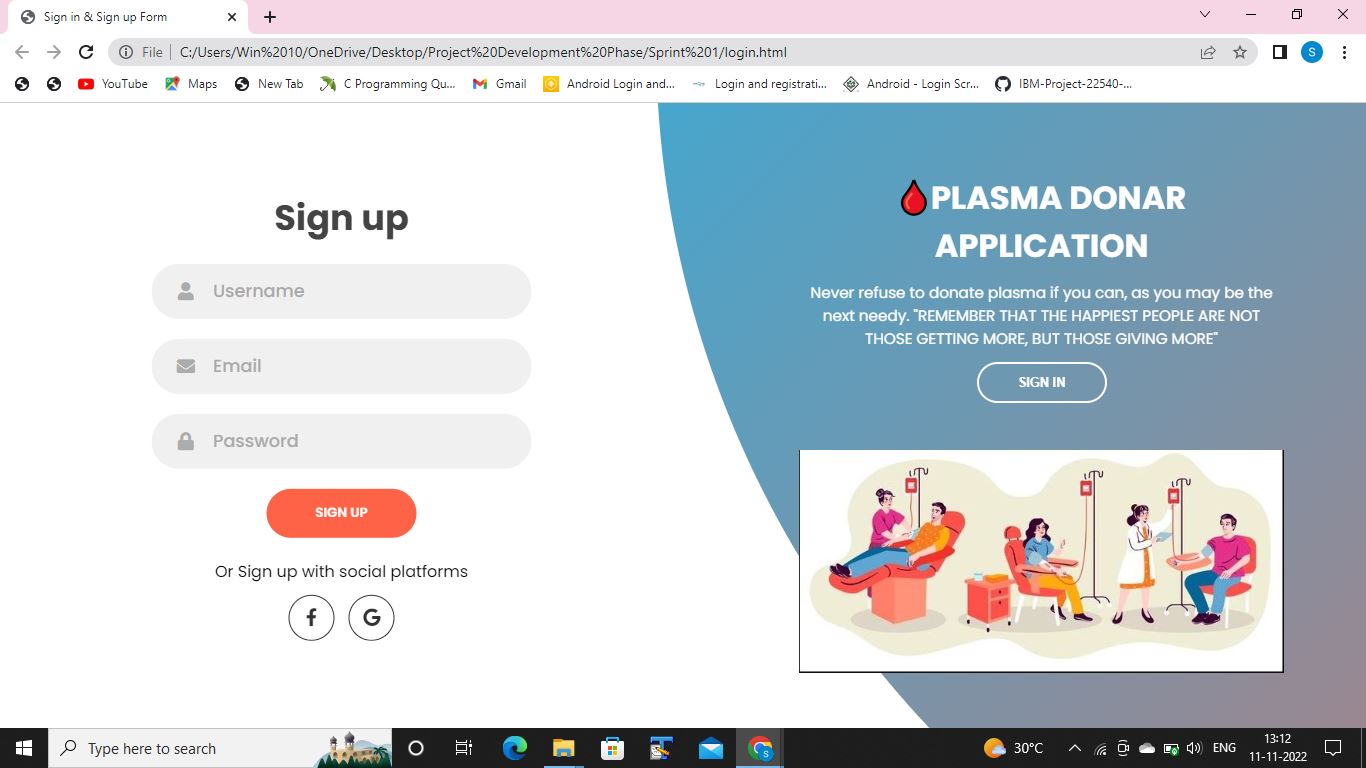 Sign in & Sign up Form
File
C:/Users/Win%2010/OneDrive/Desktop/Project%20Development%20Phase/Sprint%201/login.html
S
YouTube
Maps
New Tab
C Programming Qu...
Gmail
Android Login and...
Login and registrati...
Android - Login Scr...
IBM-Project-22540-...
Sign up
Username
Email
Password
SIGN UP
Or Sign up with social platforms
f
G
PLASMA DONAR
APPLICATION
Never refuse to donate plasma if you can, as you may be the
next needy. "REMEMBER THAT THE HAPPIEST PEOPLE ARE NOT
THOSE GETTING MORE, BUT THOSE GIVING MORE"
SIGN IN
Type here to search
S
30°C
ENG
13:12
11-11-2022